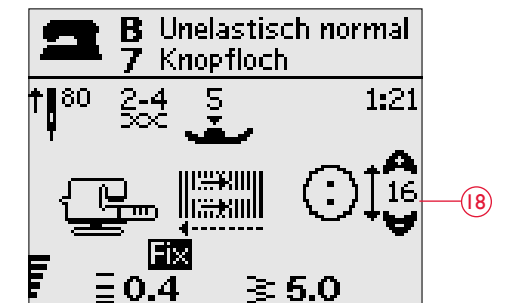 B Unelastisch normal
7 Knopfloch
80 2-4 5 1:21
16
18
Fix
0.4 5.0